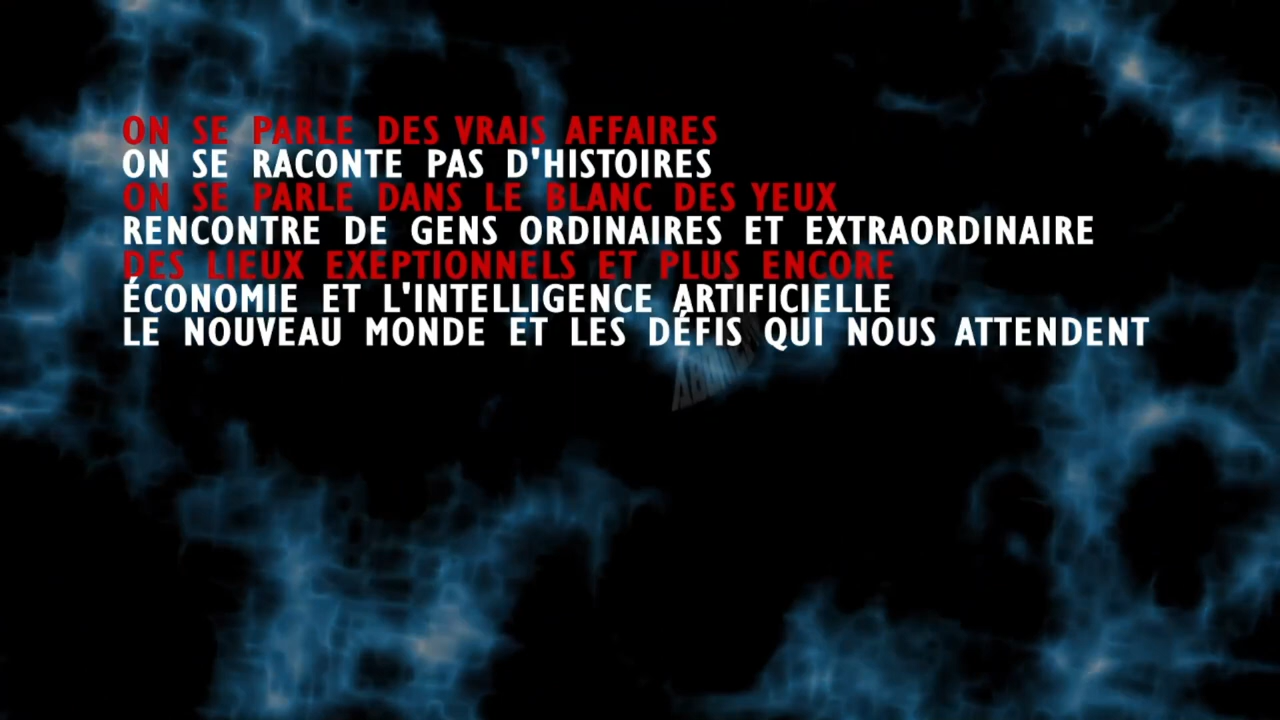 ON SE PARLE DES VRAIS AFFAIRES
ON SE RACONTE PAS D'HISTOIRES
ON SE PARLE DANS LE BLANC DES YEUX
RENCONTRE DE GENS ORDINAIRES ET EXTRAORDINAIRE
DES LIEUX EXEPTIONNELS ET PLUS ENCORE
ÉCONOMIE ET L'INTELLIGENCE ARTIFICIELLE
LE NOUVEAU MONDE ET LES DÉFIS QUI NOUS ATTENDENT